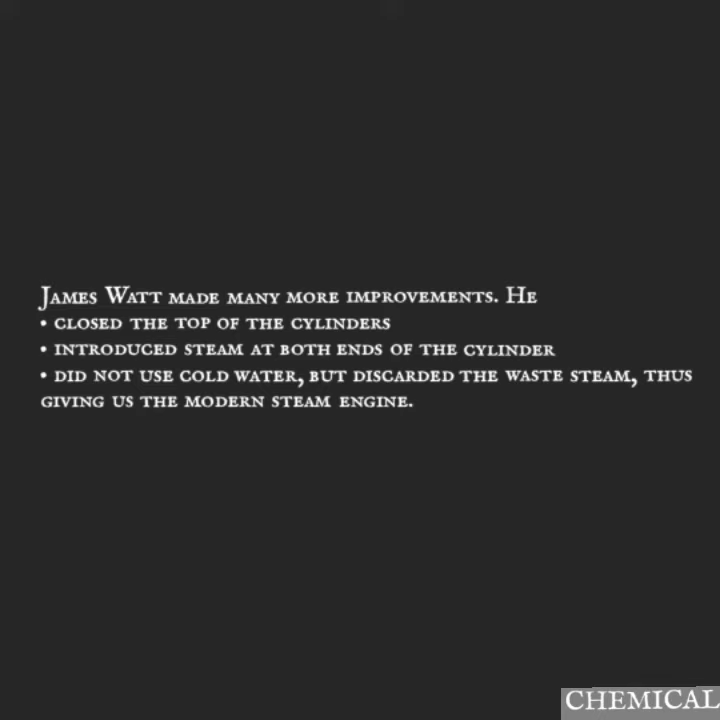 James Watt made many more improvements. He
• closed the top of the cylinders
• introduced steam at both ends of the cylinder
• did not use cold water, but discarded the waste steam, thus
giving us the modern steam engine.
CHEMICAL